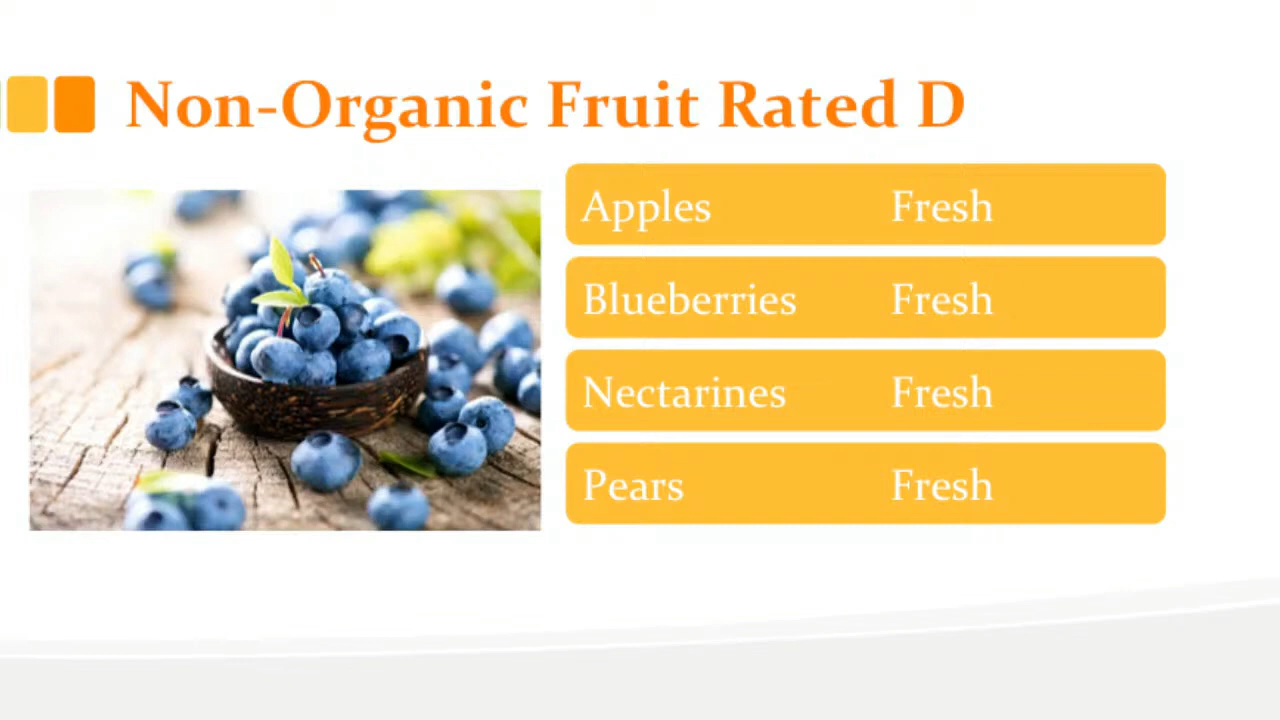 Non-Organic Fruit Rated D
Apples Fresh
Blueberries Fresh
Nectarines Fresh
Pears Fresh